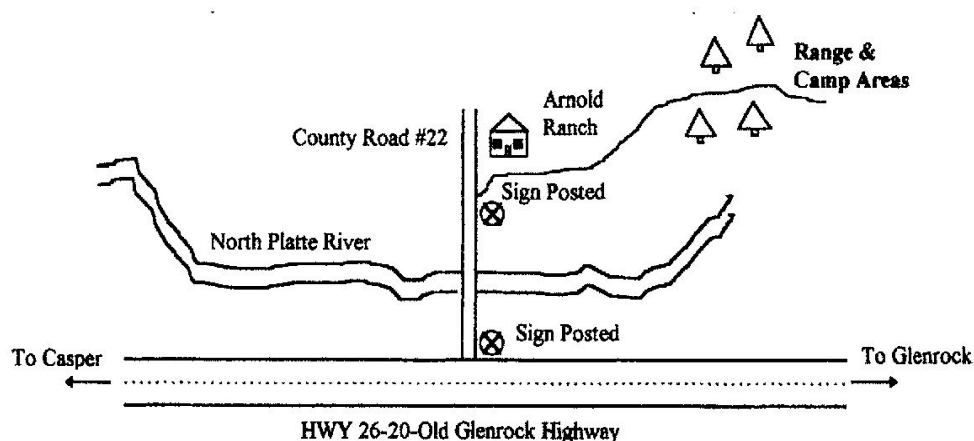 Range &
Camp Areas
Arnold
Ranch
County Road #22
Sign Posted
North Platte River
Sign Posted
To Casper
To Glenrock
HWY 26-20-Old Glenrock Highway